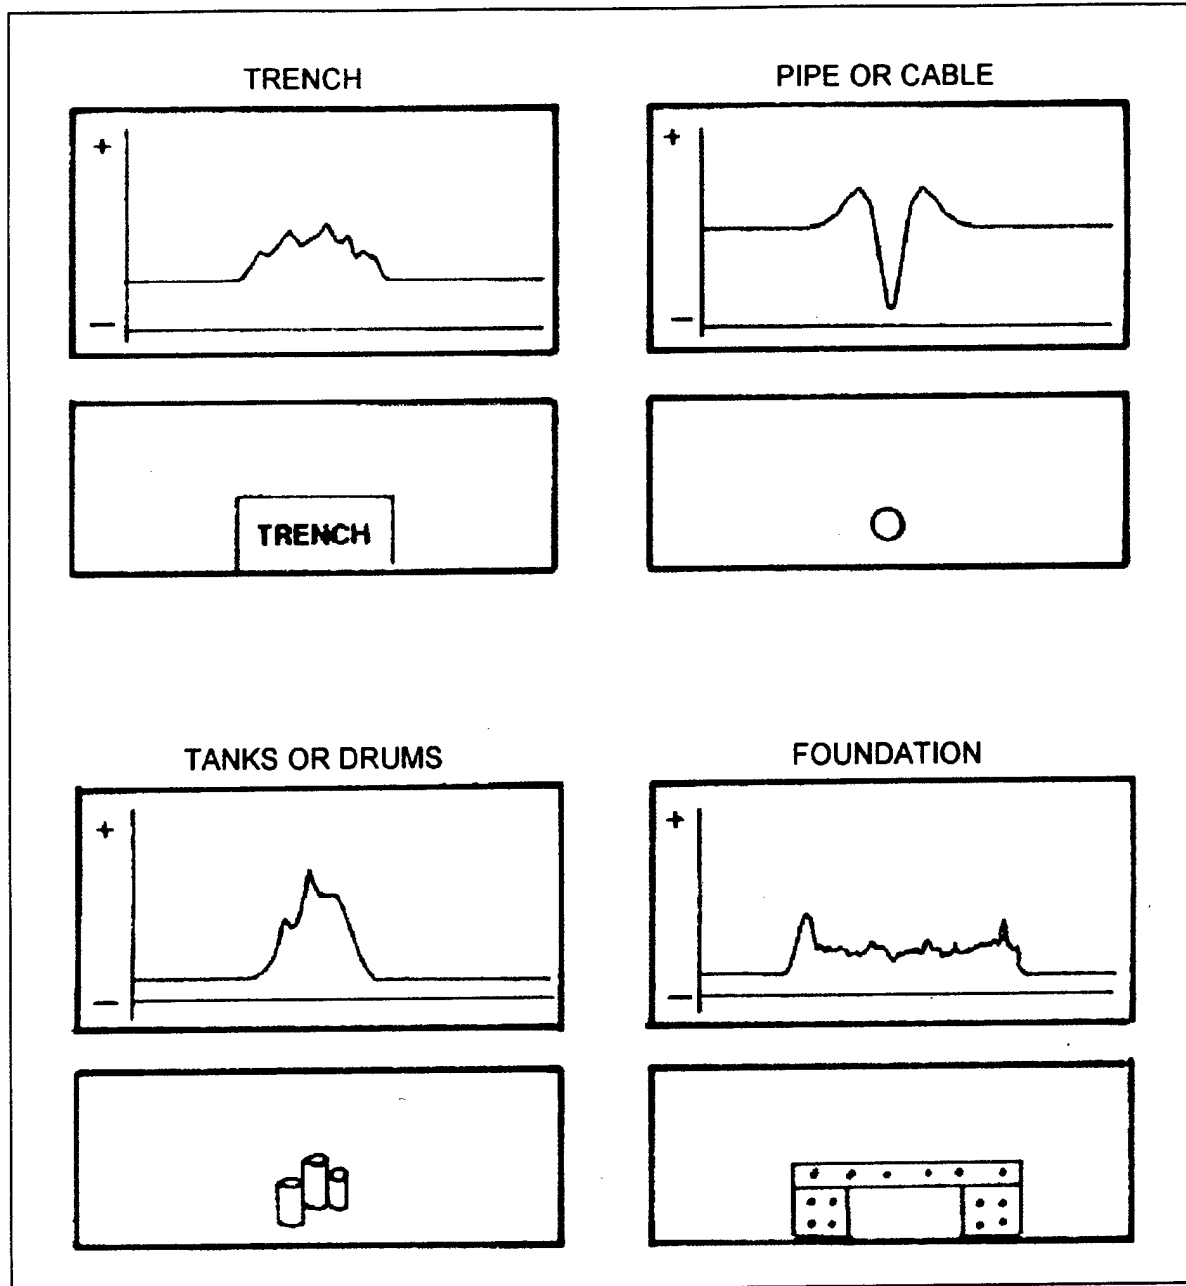 TRENCH
PIPE OR CABLE
+
−
+
−
TRENCH
TANKS OR DRUMS
FOUNDATION
+
−
+
−